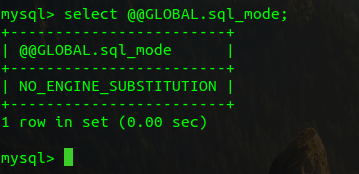 mysql> select @@GLOBAL.sql_mode;
+------------------------+
| @@GLOBAL.sql_mode      |
+------------------------+
| NO_ENGINE_SUBSTITUTION |
+------------------------+
1 row in set (0.00 sec)
mysql>